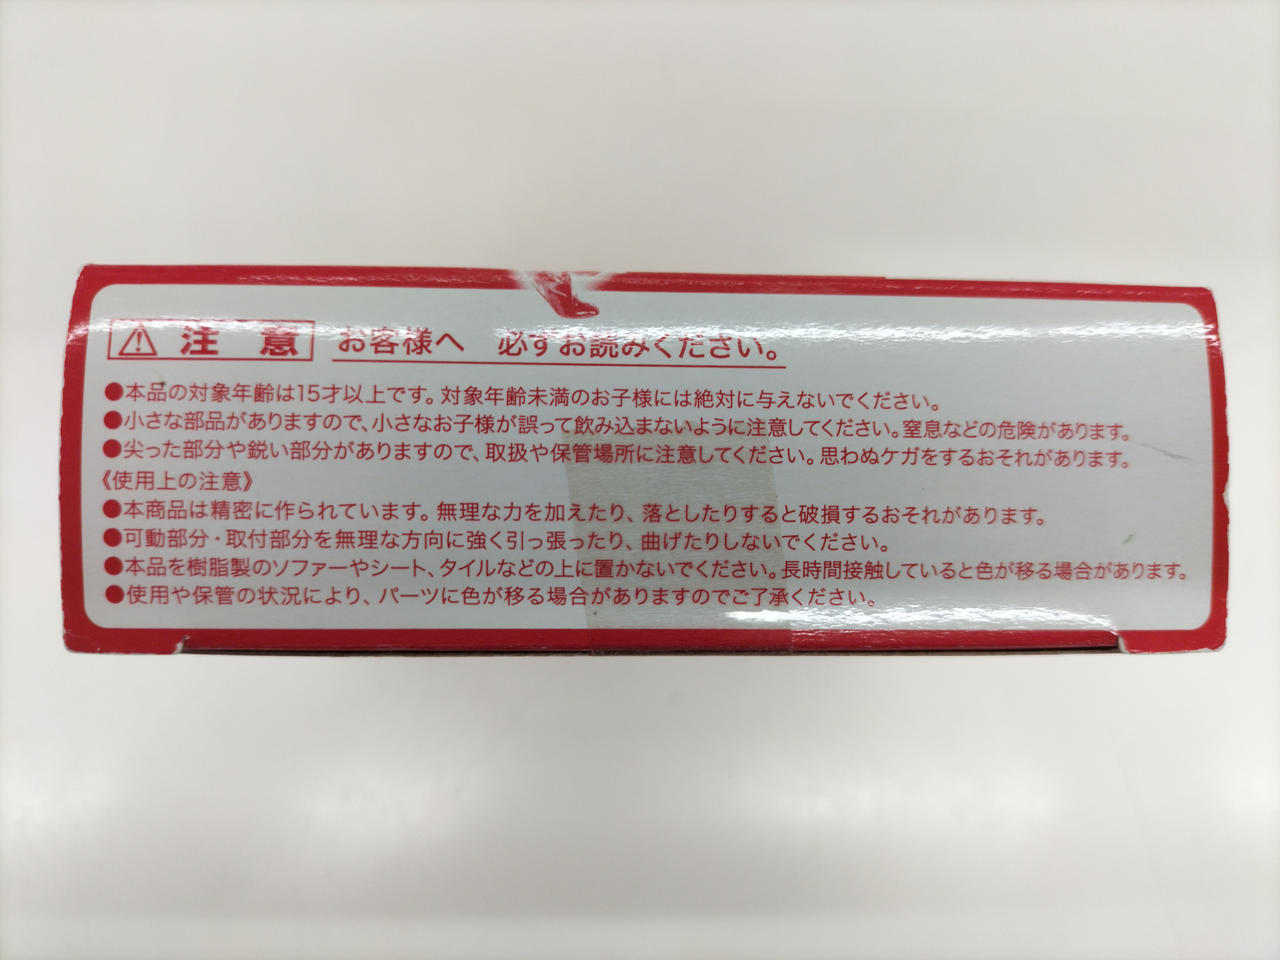 ⚠ 注 意 お客様へ 必ずお読みください。
●本品の対象年齢は15才以上です。対象年齢未満のお子様には絶対に与えないでください。
●小さな部品がありますので、小さなお子様が誤って飲み込まないように注意してください。窒息などの危険があります。
●尖った部分や鋭い部分がありますので、取扱や保管場所に注意してください。思わぬケガをするおそれがあります。
《使用上の注意》
●本商品は精密に作られています。無理な力を加えたり、落としたりすると破損するおそれがあります。
●可動部分・取付部分を無理な方向に強く引っ張ったり、曲げたりしないでください。
●本品を樹脂製のソファーやシート、タイルなどの上に置かないでください。長時間接触していると色が移る場合があります。
●使用や保管の状況により、パーツに色が移る場合がありますのでご了承ください。